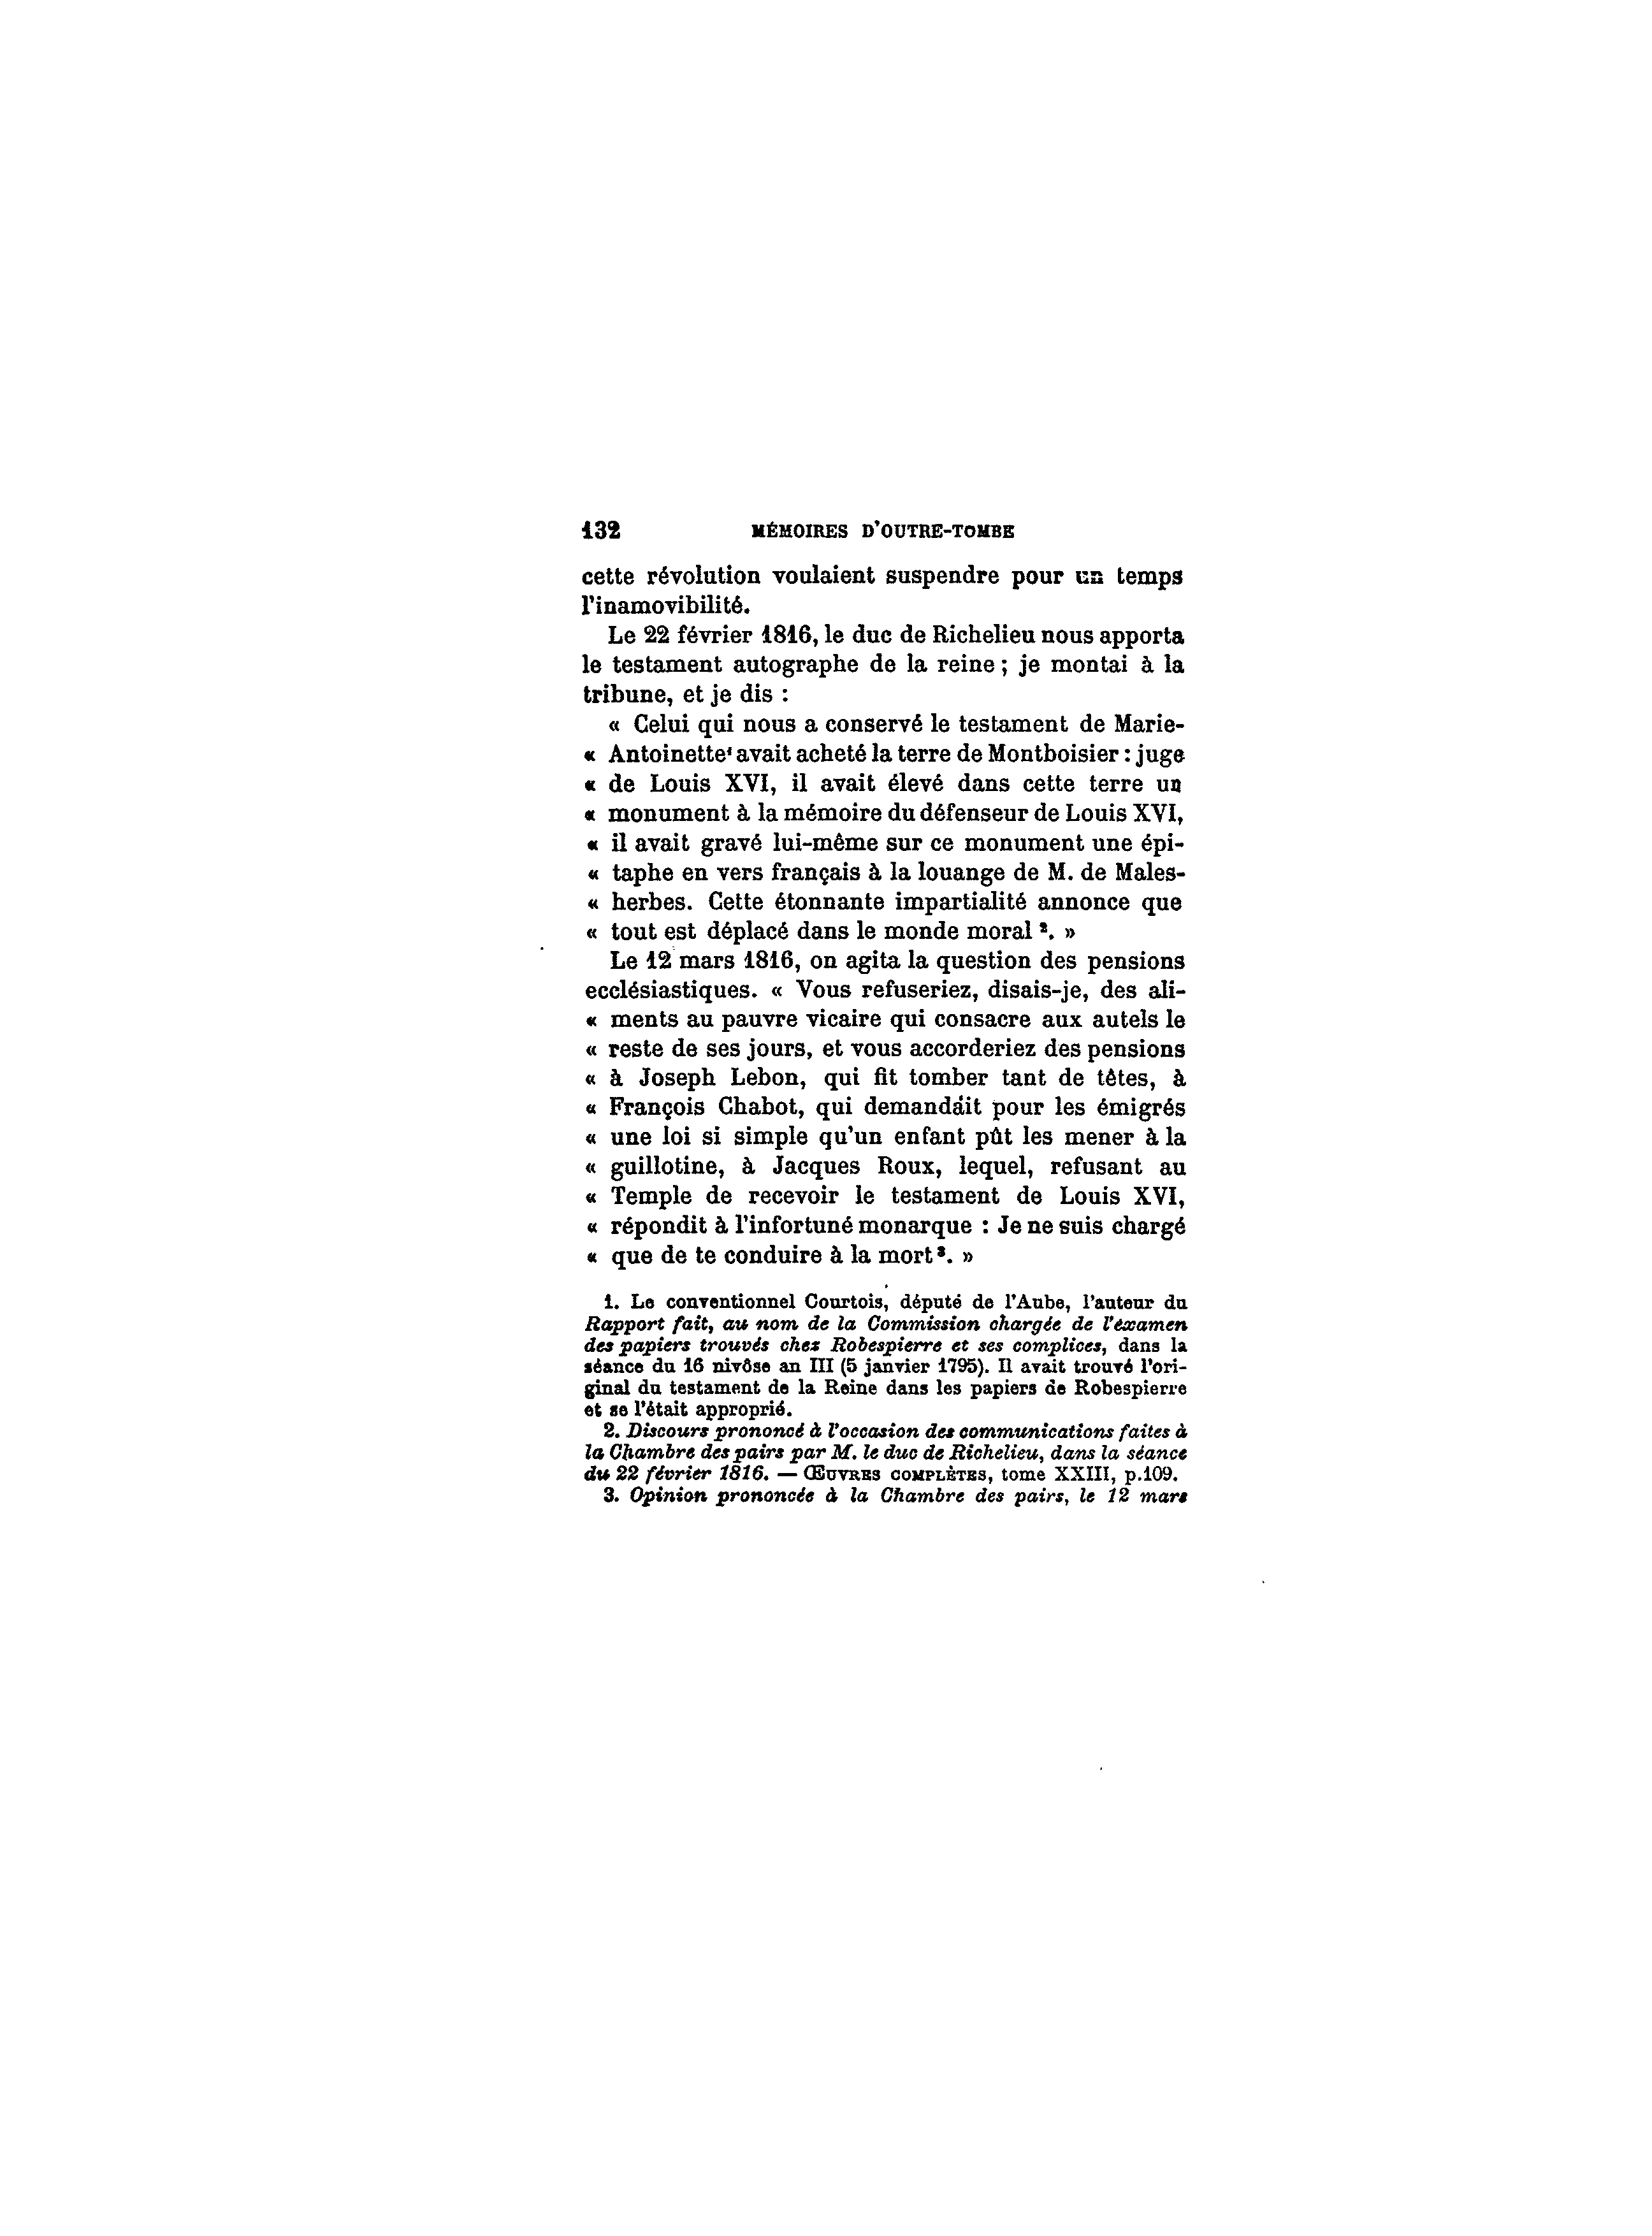 132 MÉMOIRES D'OUTRE-TOMBE
cette révolution voulaient suspendre pour un temps
l'inamovibilité.
Le 22 février 1816, le duc de Richelieu nous apporta
le testament autographe de la reine ; je montai à la
tribune, et je dis :
« Celui qui nous a conservé le testament de Marie-
« Antoinette¹ avait acheté la terre de Montboisier : juge
« de Louis XVI, il avait élevé dans cette terre un
« monument à la mémoire du défenseur de Louis XVI,
« il avait gravé lui-même sur ce monument une épi-
« taphe en vers français à la louange de M. de Males-
« herbes. Cette étonnante impartialité annonce que
« tout est déplacé dans le monde moral ². »
Le 12 mars 1816, on agita la question des pensions
ecclésiastiques. « Vous refuseriez, disais-je, des ali-
« ments au pauvre vicaire qui consacre aux autels le
« reste de ses jours, et vous accorderiez des pensions
« à Joseph Lebon, qui fit tomber tant de têtes, à
« François Chabot, qui demandait pour les émigrés
« une loi si simple qu'un enfant pût les mener à la
« guillotine, à Jacques Roux, lequel, refusant au
« Temple de recevoir le testament de Louis XVI,
« répondit à l'infortuné monarque : Je ne suis chargé
« que de te conduire à la mort³. »
1. Le conventionnel Courtois, député de l'Aube, l'auteur du
Rapport fait, au nom de la Commission chargée de l'éxamen
des papiers trouvés chez Robespierre et ses complices, dans la
séance du 16 nivôse an III (5 janvier 1795). Il avait trouvé l'ori-
ginal du testament de la Reine dans les papiers de Robespierre
et se l'était approprié.
2. Discours prononcé à l'occasion des communications faites à
la Chambre des pairs par M. le duc de Richelieu, dans la séance
du 22 février 1816. — ŒUVRES COMPLÈTES, tome XXIII, p.109.
3. Opinion prononcée à la Chambre des pairs, le 12 mars